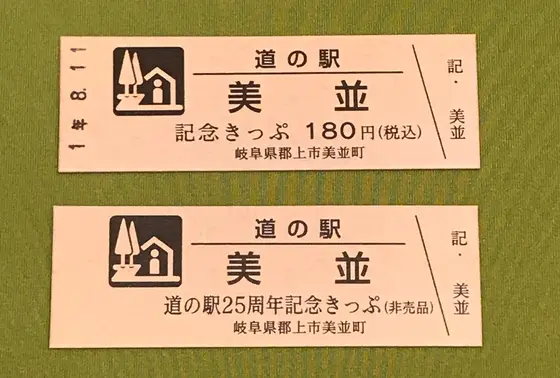 1年 8.11
道の駅
美並
記念きっぷ 180円(税込)
岐阜県郡上市美並町
記・美並
道の駅
美並
道の駅25周年記念きっぷ(非売品)
岐阜県郡上市美並町
記・美並